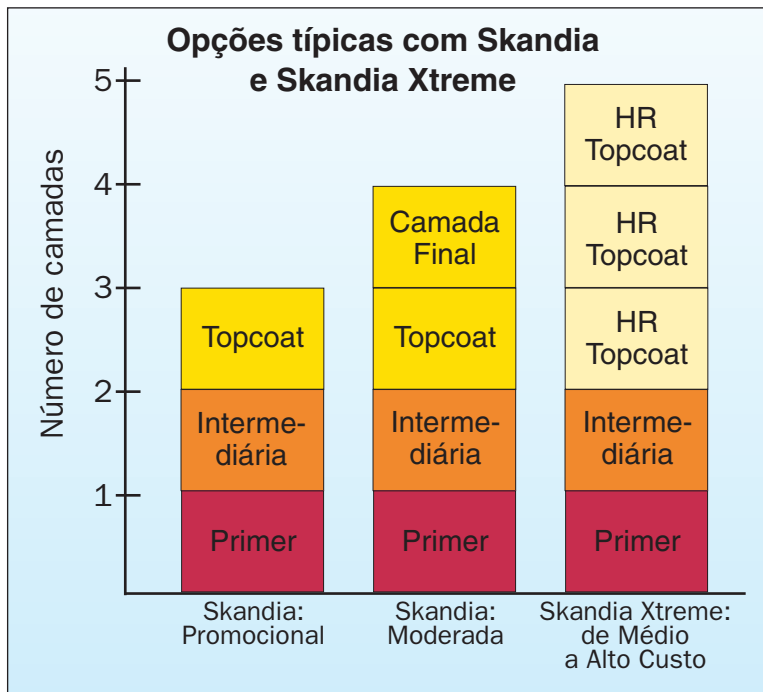 Opções típicas com Skandia
e Skandia Xtreme
Número de camadas
5
4
3
2
1
Topcoat
Interme-
diária
Primer
Camada
Final
Topcoat
Interme-
diária
Primer
HR
Topcoat
HR
Topcoat
HR
Topcoat
Interme-
diária
Primer
Skandia:
Promocional
Skandia:
Moderada
Skandia Xtreme:
de Médio
a Alto Custo